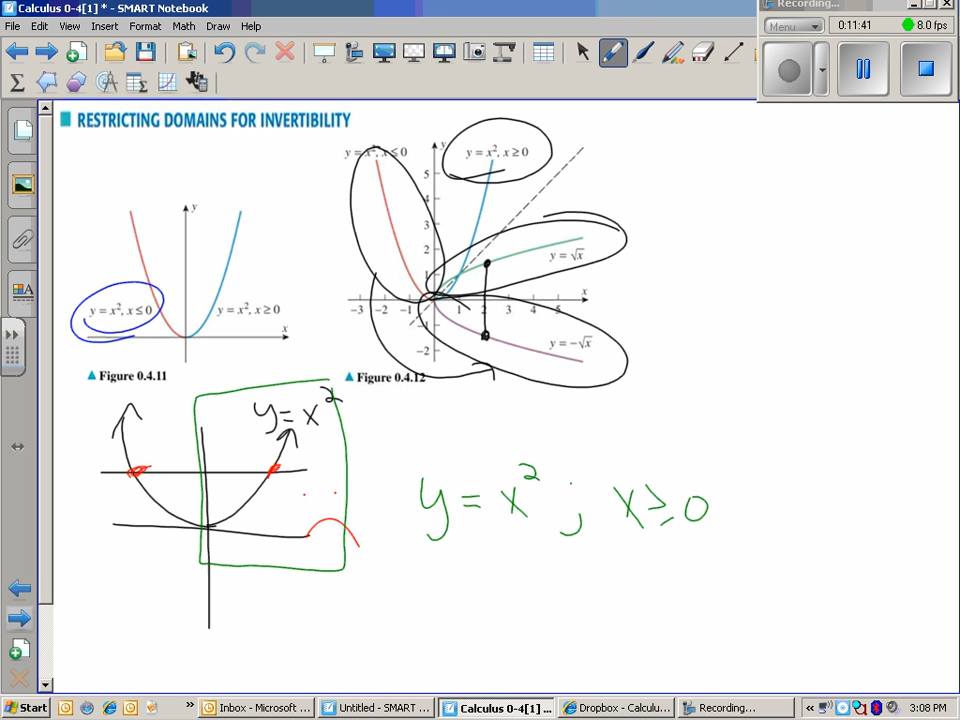 Calculus 0-4[1] * - SMART Notebook
Recording...
File Edit View Insert Format Math Draw Help
Menu
0:11:41
8.0 fps
RESTRICTING DOMAINS FOR INVERTIBILITY
y = x², x ≤ 0
y = x², x ≥ 0
y
5
4
3
2
1
y = √x
x
−3 −2 −1 1 2 3 4 5
−1
−2
y = −√x
y
y = x², x ≤ 0
y = x², x ≥ 0
x
▲ Figure 0.4.11
▲ Figure 0.4.12
y = x²
y = x² ; x ≥ 0
Start
Inbox - Microsoft ...
Untitled - SMART ...
Calculus 0-4[1] ...
Dropbox - Calculu...
Recording...
3:08 PM